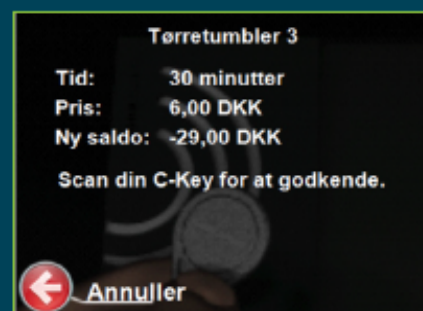 Tørretumbler 3
Tid: 30 minutter
Pris: 6,00 DKK
Ny saldo: -29,00 DKK
Scan din C-Key for at godkende.
Annuller